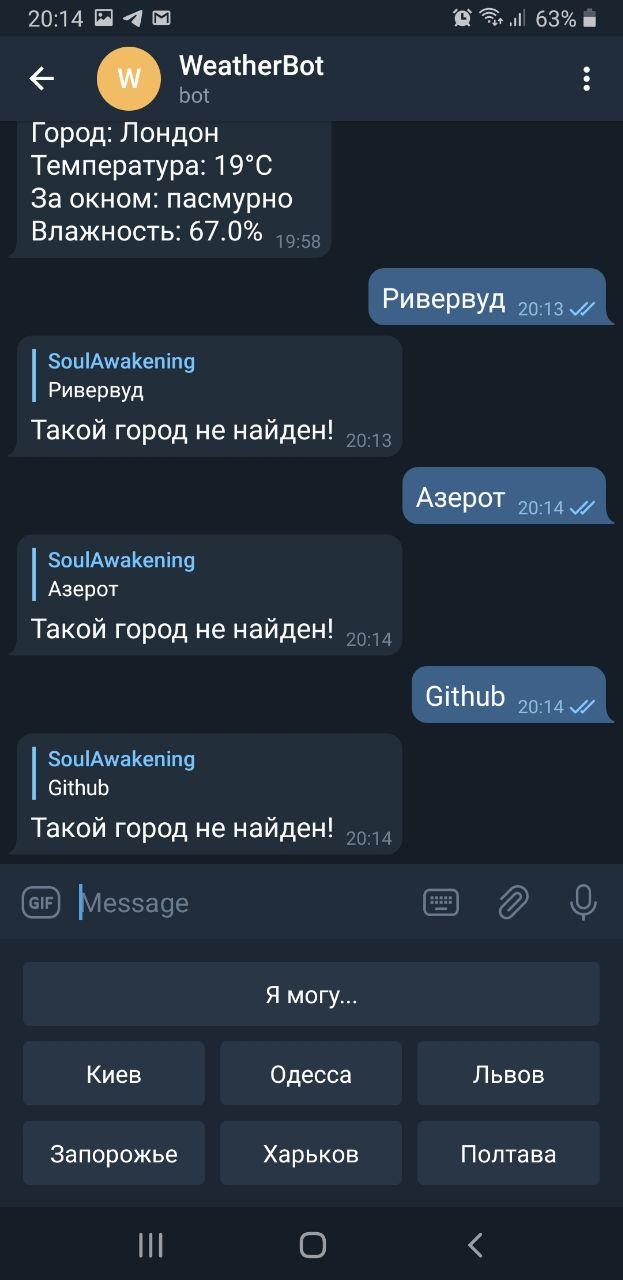 20:14 63%
W
WeatherBot
bot
Город: Лондон
Температура: 19°C
За окном: пасмурно
Влажность: 67.0% 19:58
Ривервуд 20:13
SoulAwakening
Ривервуд
Такой город не найден! 20:13
Азерот 20:14
SoulAwakening
Азерот
Такой город не найден! 20:14
Github 20:14
SoulAwakening
Github
Такой город не найден! 20:14
GIF Message
Я могу...
Киев Одесса Львов
Запорожье Харьков Полтава